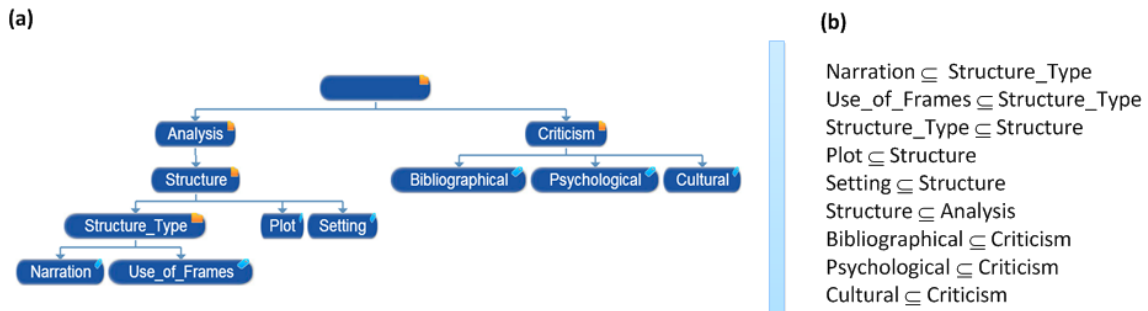 (a)
Analysis
Criticism
Structure
Bibliographical
Psychological
Cultural
Structure_Type
Plot
Setting
Narration
Use_of_Frames
(b)
Narration ⊆ Structure_Type
Use_of_Frames ⊆ Structure_Type
Structure_Type ⊆ Structure
Plot ⊆ Structure
Setting ⊆ Structure
Structure ⊆ Analysis
Bibliographical ⊆ Criticism
Psychological ⊆ Criticism
Cultural ⊆ Criticism